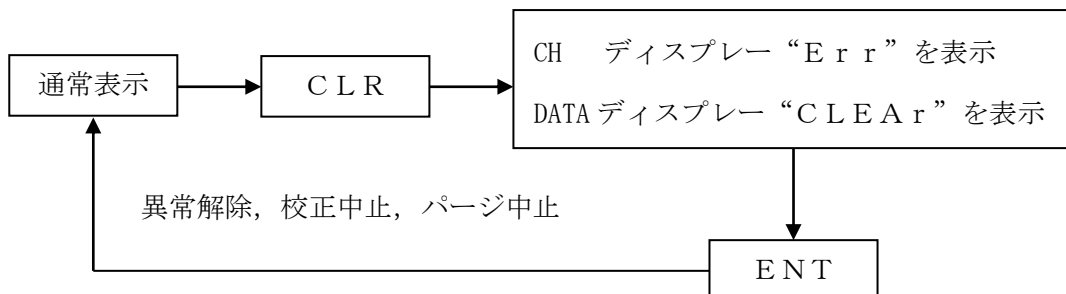 通常表示
ＣＬＲ
CH ディスプレー“Ｅｒｒ”を表示
DATAディスプレー“ＣＬＥＡｒ”を表示
異常解除，校正中止，パージ中止
ＥＮＴ